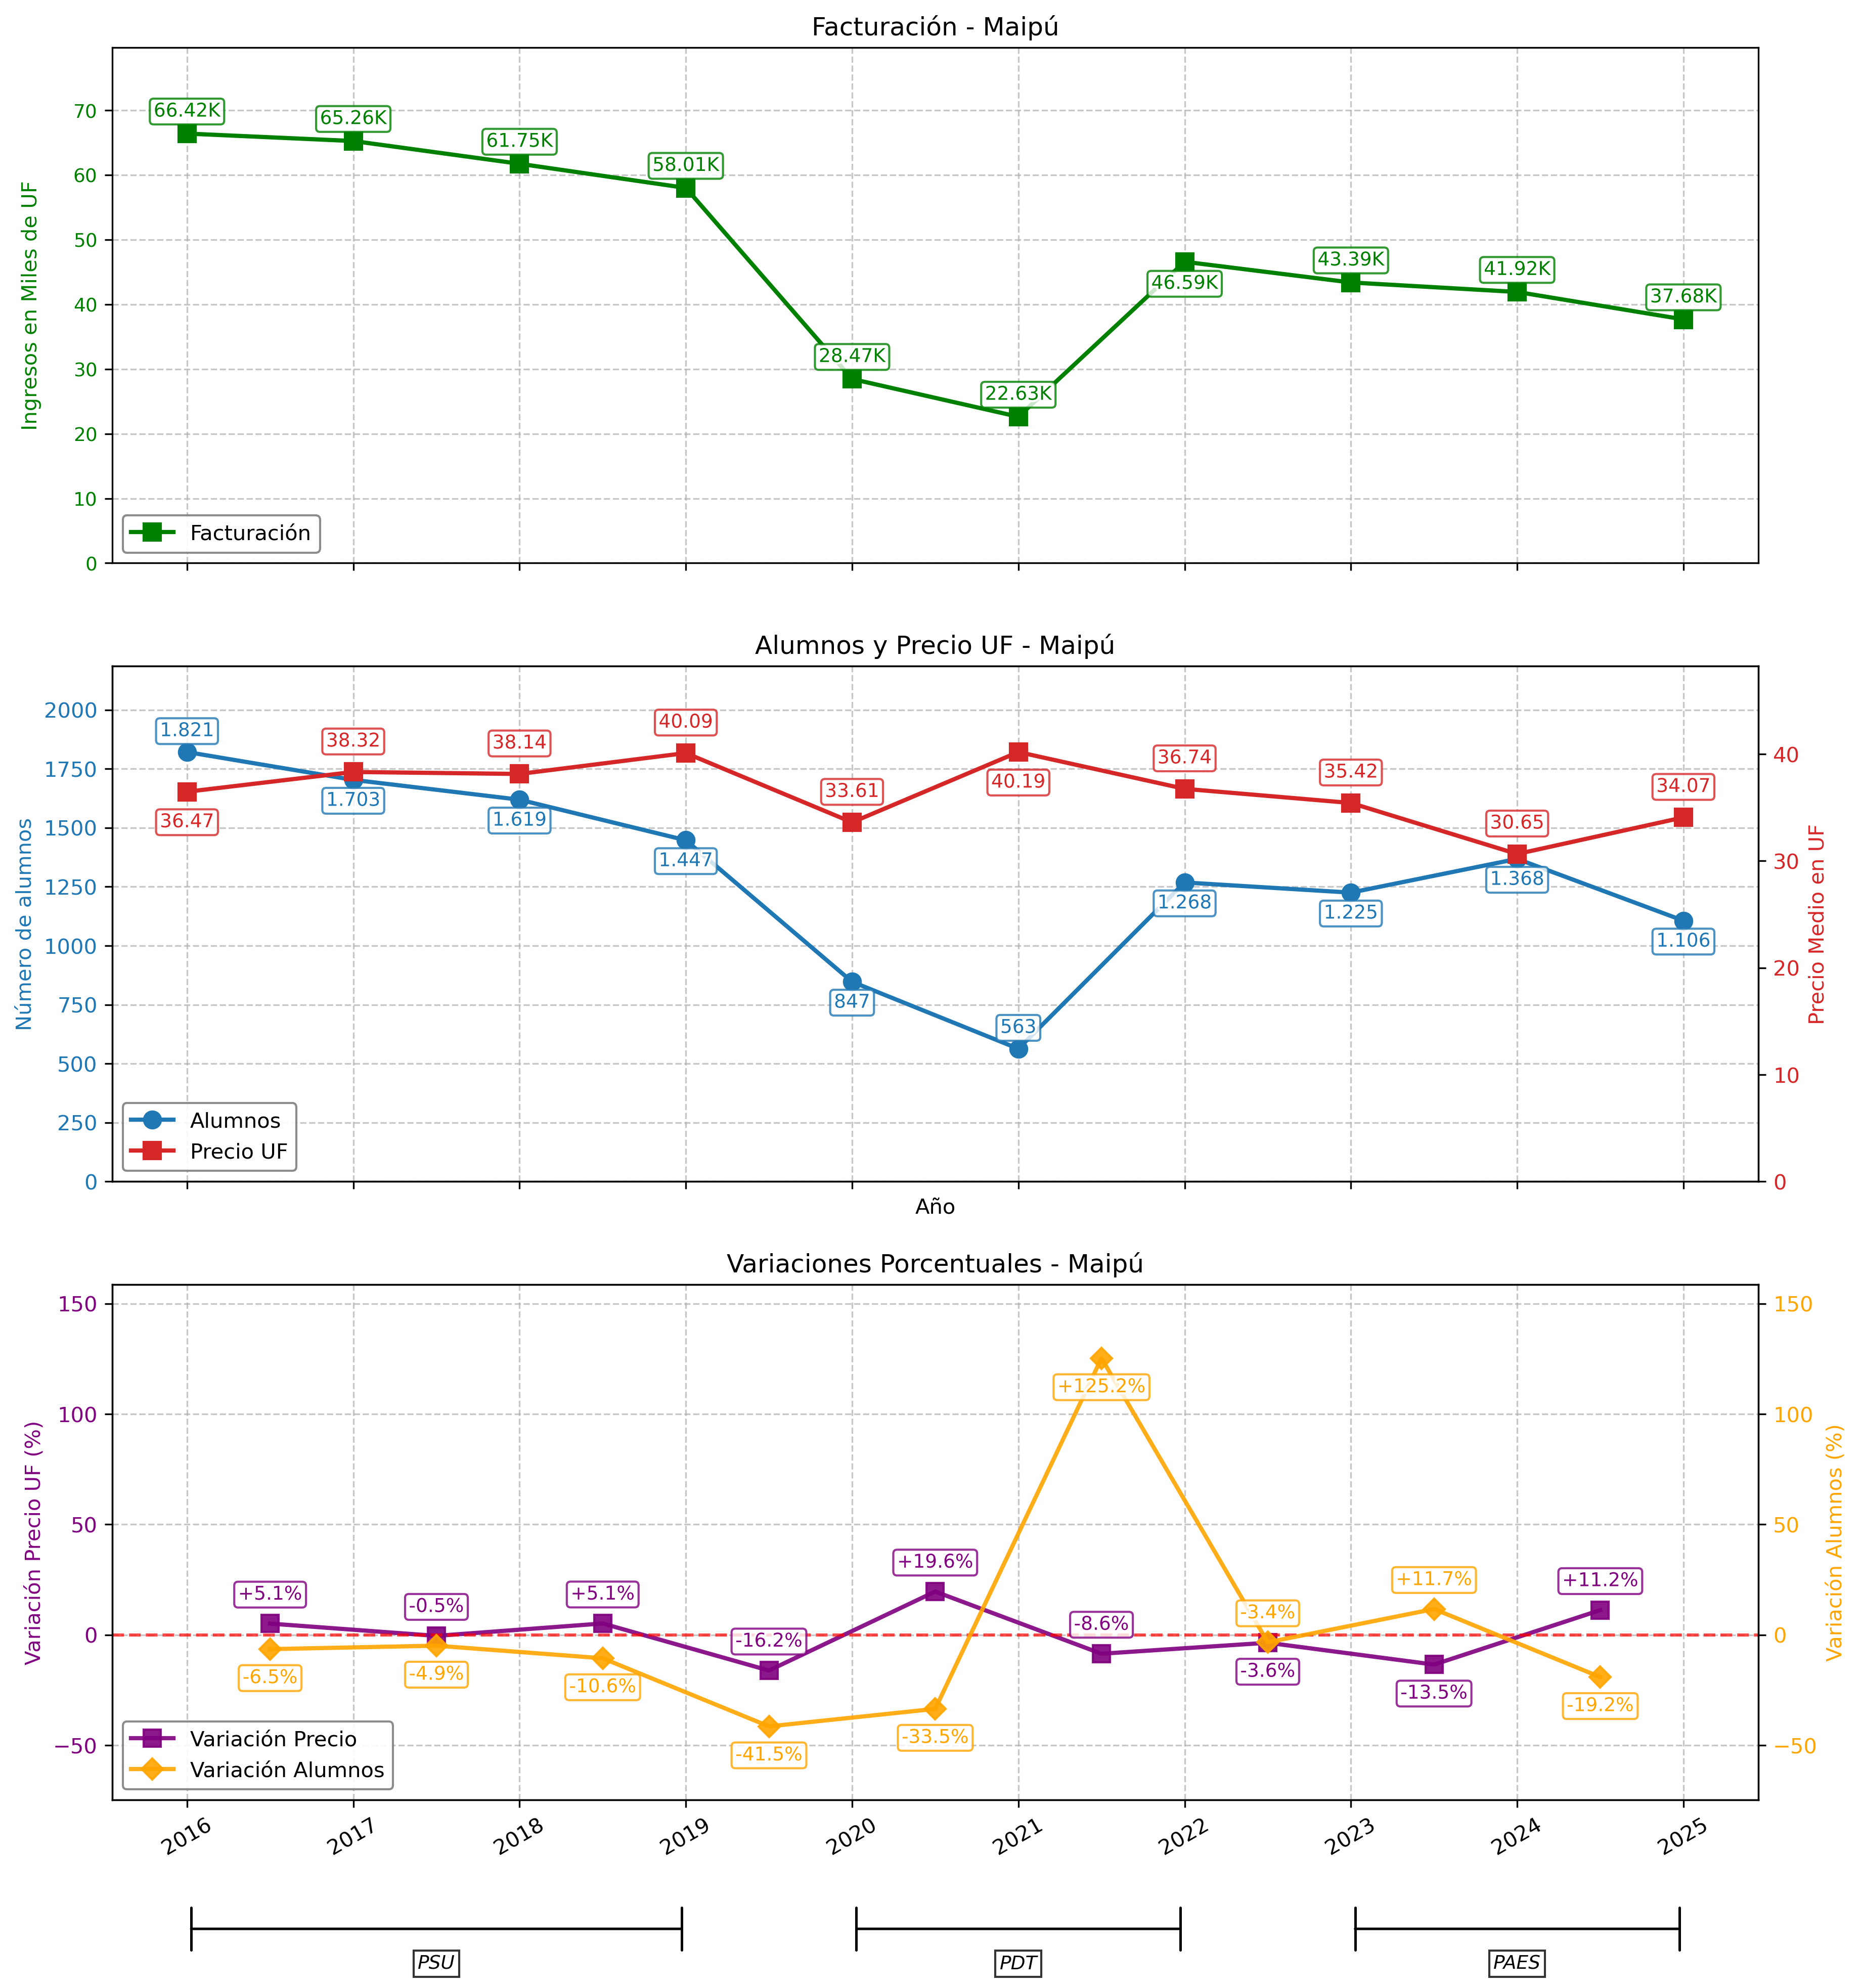 Facturación - Maipú
Ingresos en Miles de UF
70
60
50
40
30
20
10
0
66.42K
65.26K
61.75K
58.01K
28.47K
22.63K
46.59K
43.39K
41.92K
37.68K
Facturación
Alumnos y Precio UF - Maipú
Número de alumnos
2000
1750
1500
1250
1000
750
500
250
0
1.821
1.703
1.619
1.447
847
563
1.268
1.225
1.368
1.106
36.47
38.32
38.14
40.09
33.61
40.19
36.74
35.42
30.65
34.07
Alumnos
Precio UF
40
30
20
10
0
Precio Medio en UF
Año
Variaciones Porcentuales - Maipú
Variación Precio UF (%)
150
100
50
0
−50
+5.1%
-0.5%
+5.1%
-16.2%
+19.6%
-8.6%
-3.6%
-13.5%
+11.2%
-6.5%
-4.9%
-10.6%
-41.5%
-33.5%
+125.2%
-3.4%
+11.7%
-19.2%
Variación Precio
Variación Alumnos
150
100
50
0
−50
Variación Alumnos (%)
2016
2017
2018
2019
2020
2021
2022
2023
2024
2025
PSU
PDT
PAES